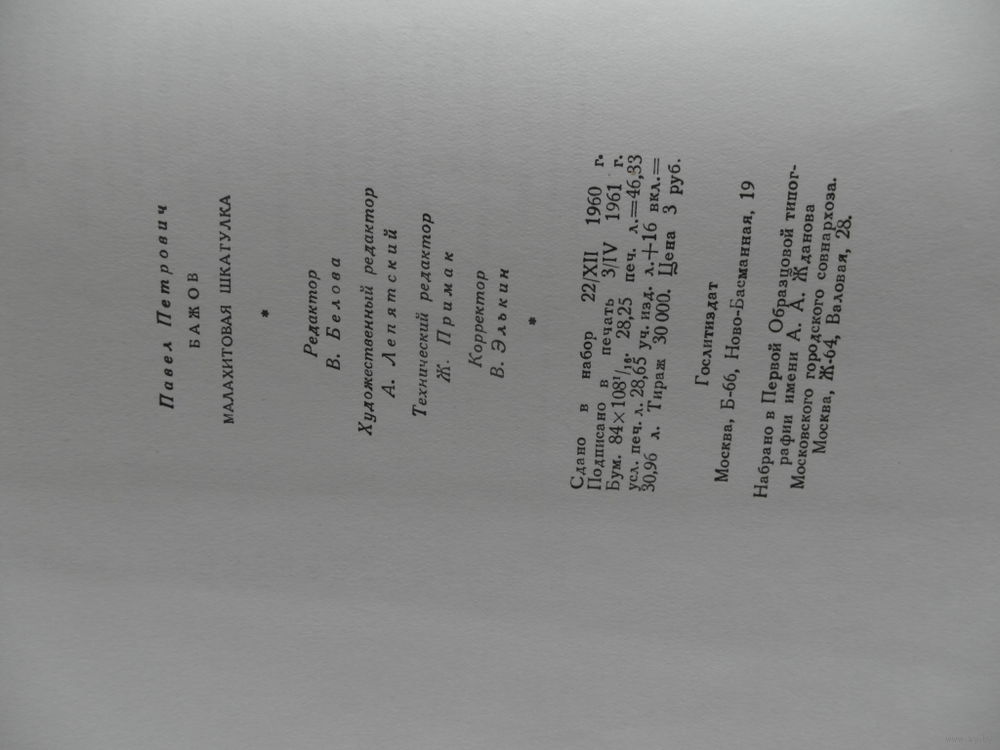 Павел Петрович
БАЖОВ
МАЛАХИТОВАЯ ШКАТУЛКА
*
Редактор
В. Белова
Художественный редактор
А. Лепятский
Технический редактор
Ж. Примак
Корректор
В. Элькин
*
Сдано в набор 22/XII 1960 г.
Подписано в печать 3/IV 1961 г.
Бум. 84×108¹/₁₆. 28,25 печ. л.=46,33
усл. печ. л. 28,65 уч. изд. л.+16 вкл.=
30,96 л. Тираж 30 000. Цена 3 руб.
Гослитиздат
Москва, Б-66, Ново-Басманная, 19
Набрано в Первой Образцовой типог-
рафии имени А. А. Жданова
Московского городского совнархоза.
Москва, Ж-64, Валовая, 28.